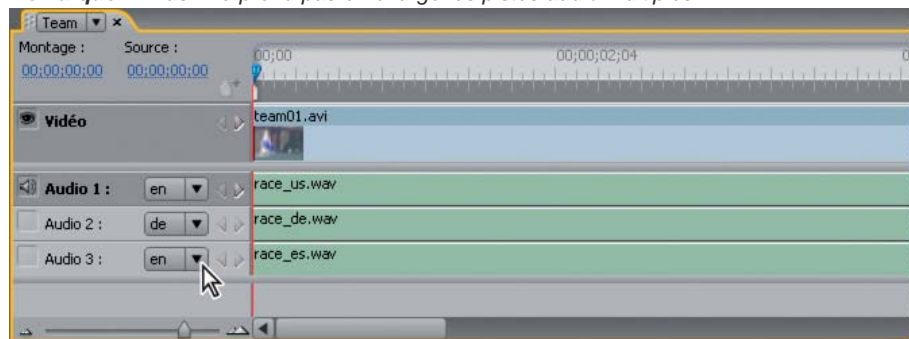 Team
Montage : Source :
00;00;00;00 00;00;00;00
00;00 00;00;02;04
Vidéo
team01.avi
Audio 1 : en
race_us.wav
Audio 2 : de
race_de.wav
Audio 3 : en
race_es.wav